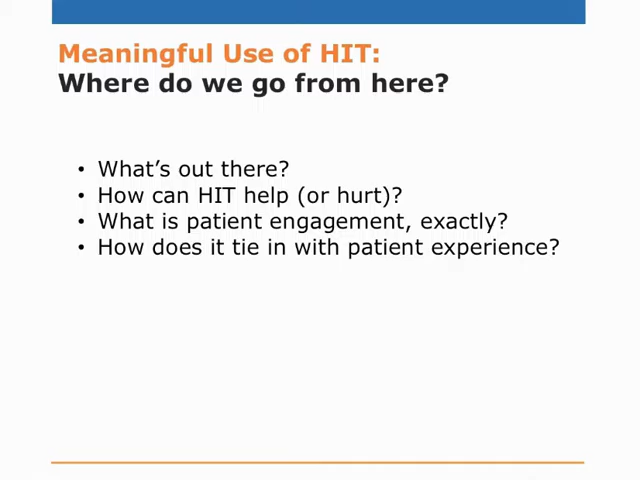 Meaningful Use of HIT:
Where do we go from here?
• What's out there?
• How can HIT help (or hurt)?
• What is patient engagement, exactly?
• How does it tie in with patient experience?